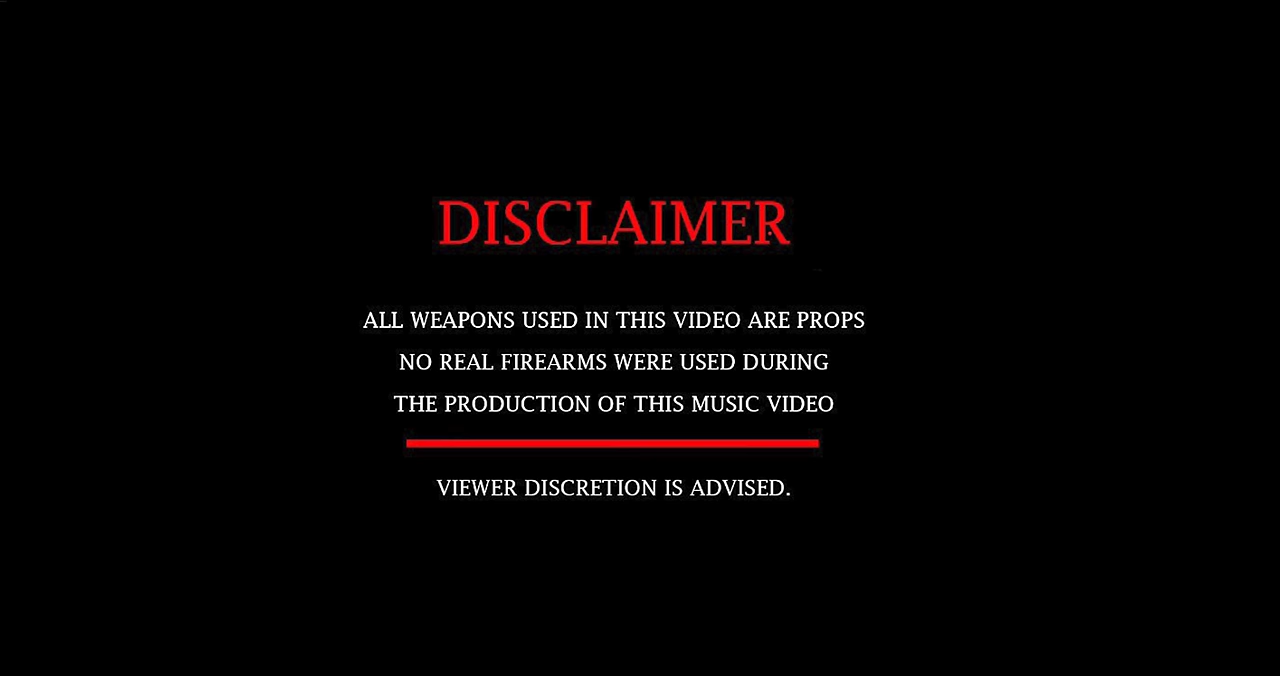 DISCLAIMER
ALL WEAPONS USED IN THIS VIDEO ARE PROPS
NO REAL FIREARMS WERE USED DURING
THE PRODUCTION OF THIS MUSIC VIDEO
VIEWER DISCRETION IS ADVISED.